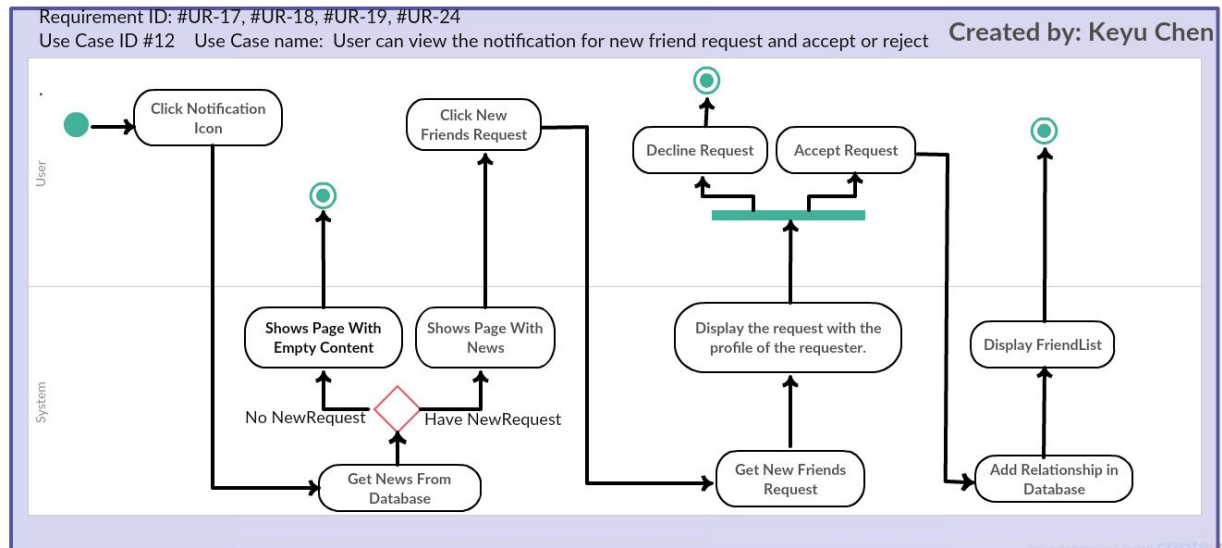 Requirement ID: #UR-17, #UR-18, #UR-19, #UR-24
Use Case ID #12 Use Case name: User can view the notification for new friend request and accept or reject
Created by: Keyu Chen
User
Click Notification
Icon
Click New
Friends Request
Decline Request
Accept Request
System
Shows Page With
Empty Content
Shows Page With
News
Display the request with the
profile of the requester.
Display FriendList
No NewRequest
Have NewRequest
Get News From
Database
Get New Friends
Request
Add Relationship in
Database